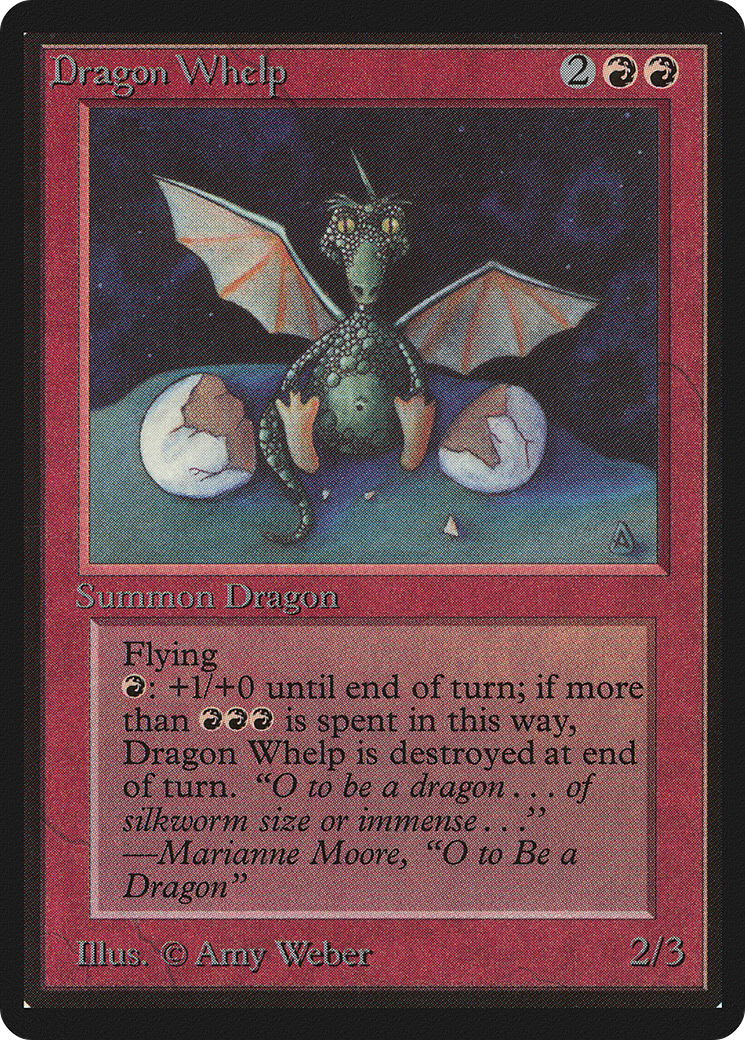 Dragon Whelp 2
Summon Dragon
Flying
: +1/+0 until end of turn; if more
than is spent in this way,
Dragon Whelp is destroyed at end
of turn. “O to be a dragon . . . of
silkworm size or immense . . .”
—Marianne Moore, “O to Be a
Dragon”
Illus. © Amy Weber 2/3